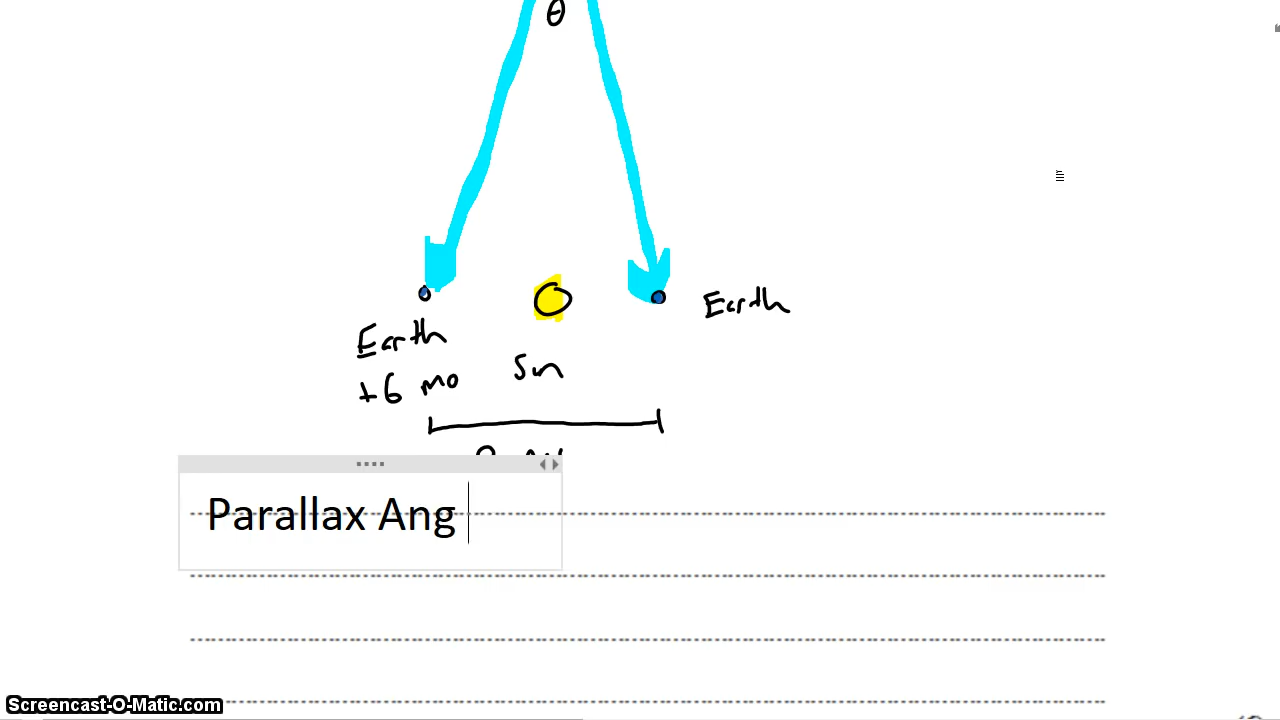 θ
Earth
Earth
+6 mo
Sun
Parallax Ang
Screencast-O-Matic.com